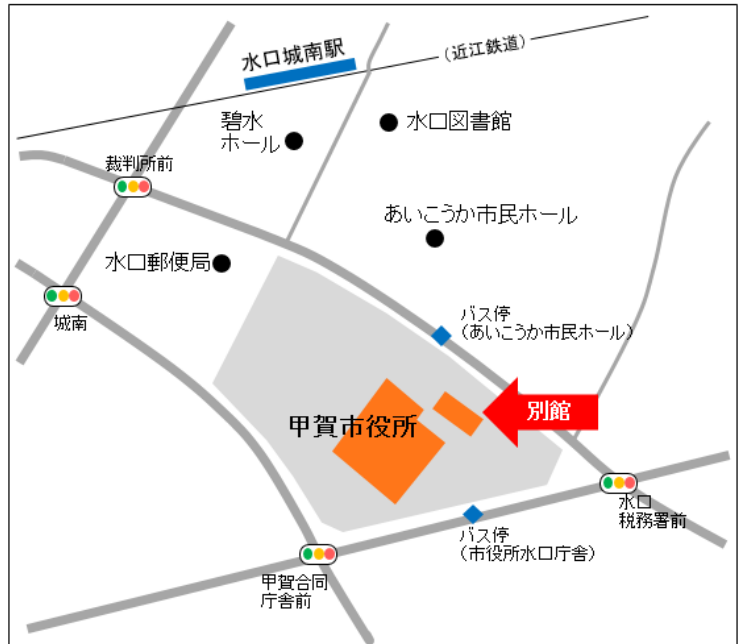 水口城南駅
(近江鉄道)
碧水
ホール
水口図書館
裁判所前
あいこうか市民ホール
水口郵便局
城南
バス停
(あいこうか市民ホール)
別館
甲賀市役所
水口
税務署前
バス停
(市役所水口庁舎)
甲賀合同
庁舎前